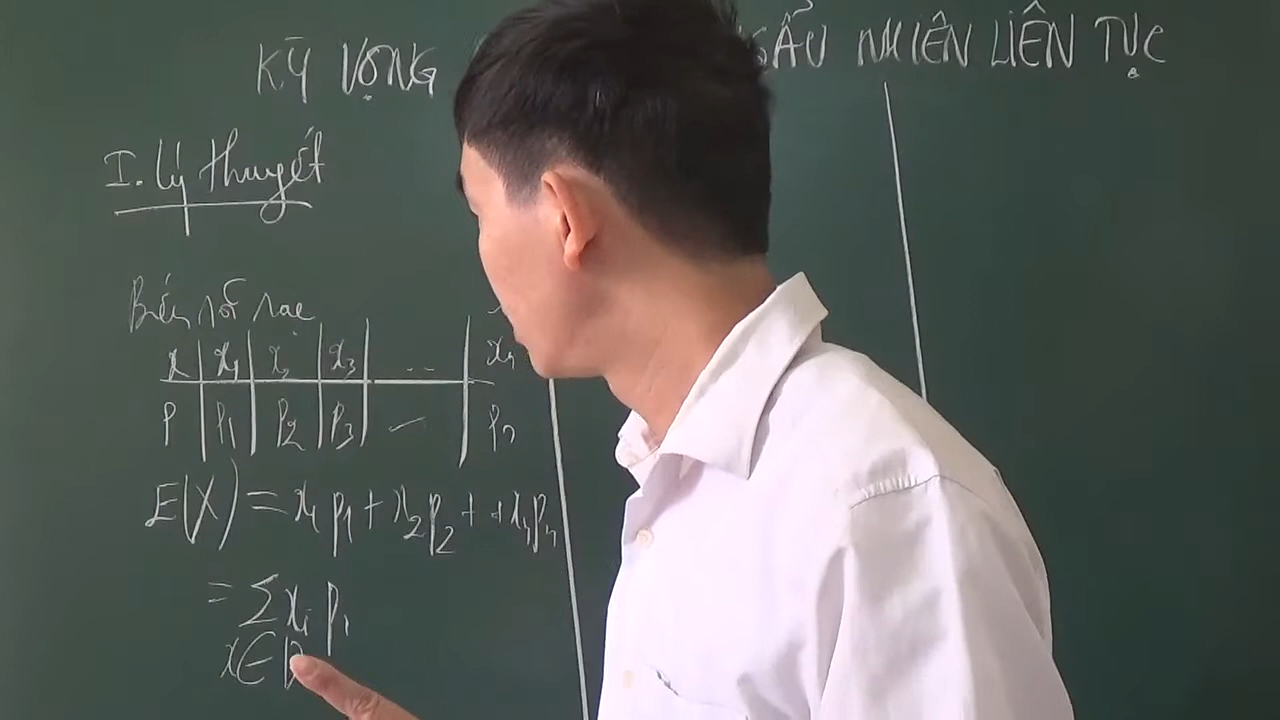 KỲ VỌNG NGẪU NHIÊN LIÊN TỤC
I. Lý thuyết
Biến rời rạc
x | x₁ | x₂ | x₃ | ... | xₙ
P | p₁ | p₂ | p₃ | ... | pₙ
E(X) = x₁p₁ + x₂p₂ + + xₙpₙ
= Σ xᵢ pᵢ
x∈